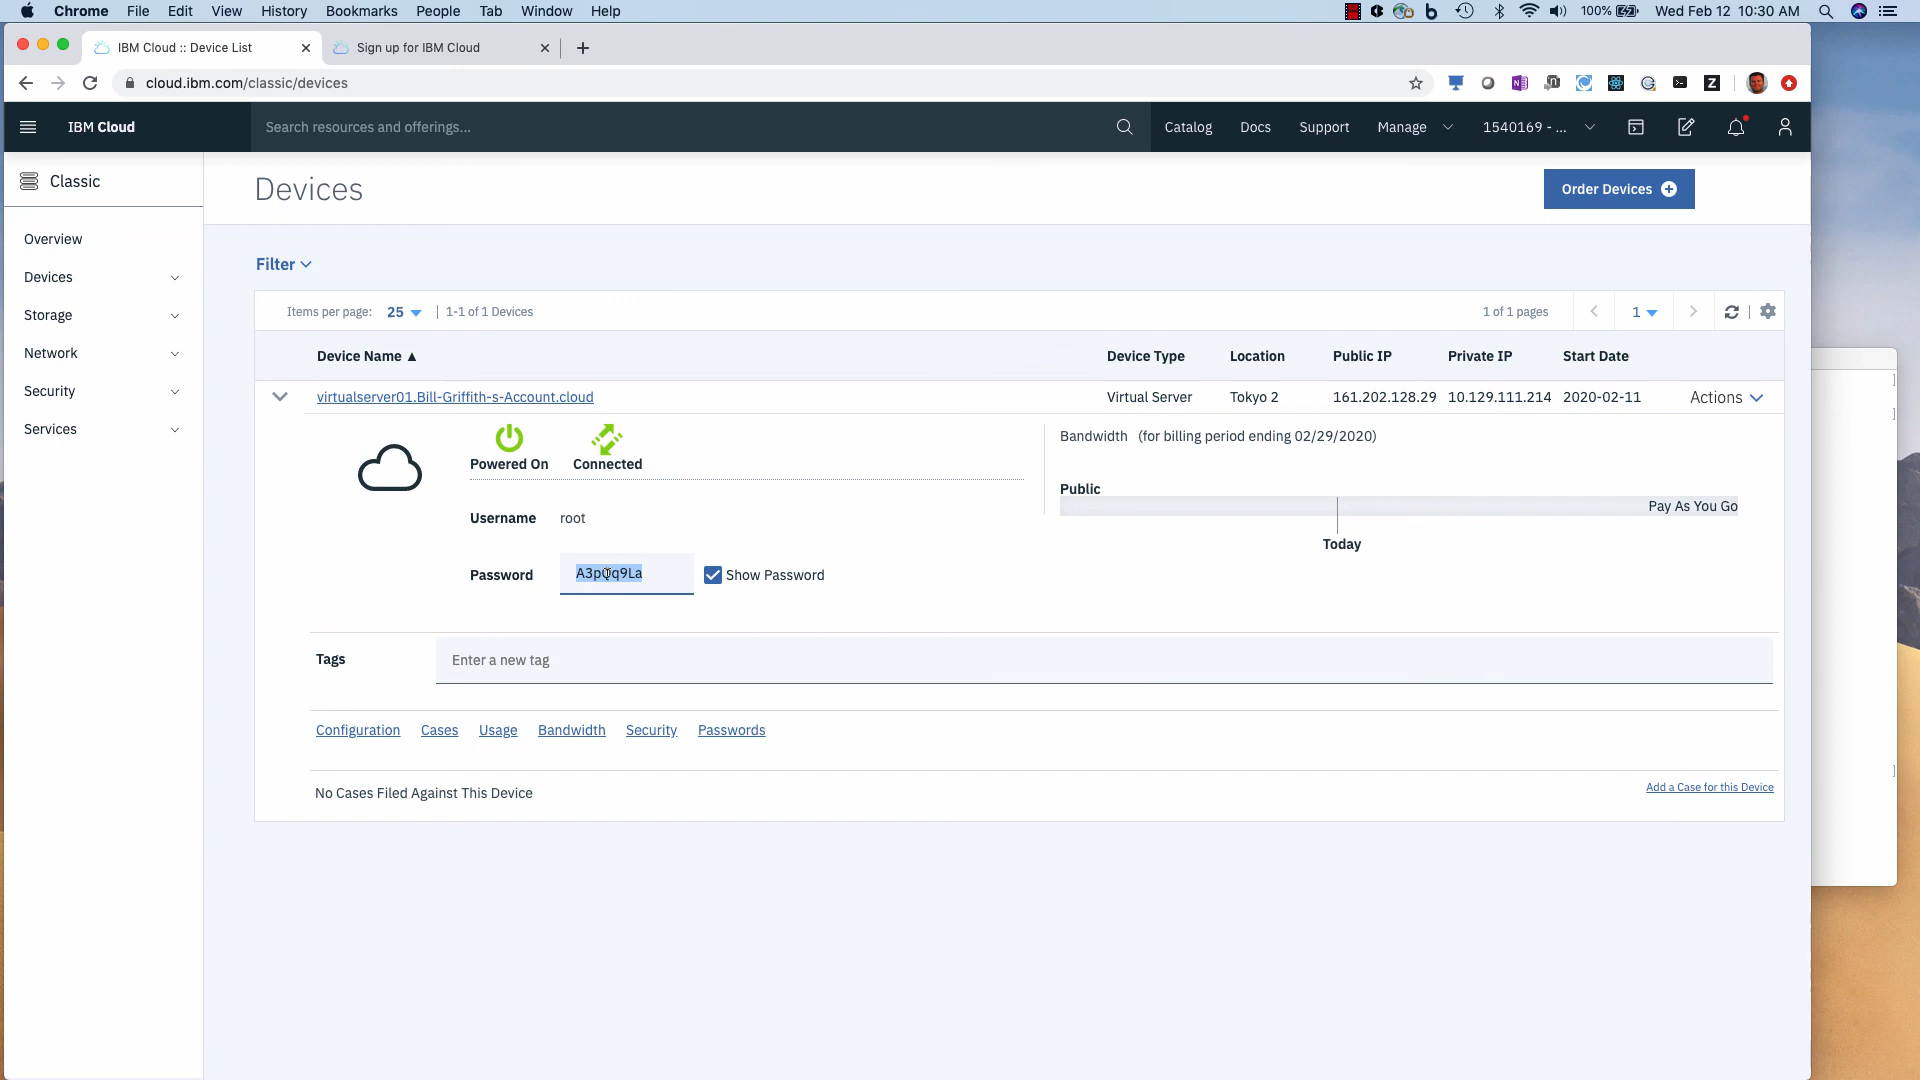 Chrome File Edit View History Bookmarks People Tab Window Help 100% Wed Feb 12 10:30 AM
IBM Cloud :: Device List Sign up for IBM Cloud
cloud.ibm.com/classic/devices
IBM Cloud Search resources and offerings... Catalog Docs Support Manage 1540169 - ...
Classic
Devices
Order Devices
Overview
Devices
Storage
Network
Security
Services
Filter
Items per page: 25 | 1-1 of 1 Devices 1 of 1 pages 1
Device Name ▲ Device Type Location Public IP Private IP Start Date
virtualserver01.Bill-Griffith-s-Account.cloud Virtual Server Tokyo 2 161.202.128.29 10.129.111.214 2020-02-11 Actions
Powered On Connected
Bandwidth (for billing period ending 02/29/2020)
Public
Pay As You Go
Today
Username root
Password Show Password
Tags Enter a new tag
Configuration Cases Usage Bandwidth Security Passwords
No Cases Filed Against This Device
Add a Case for this Device